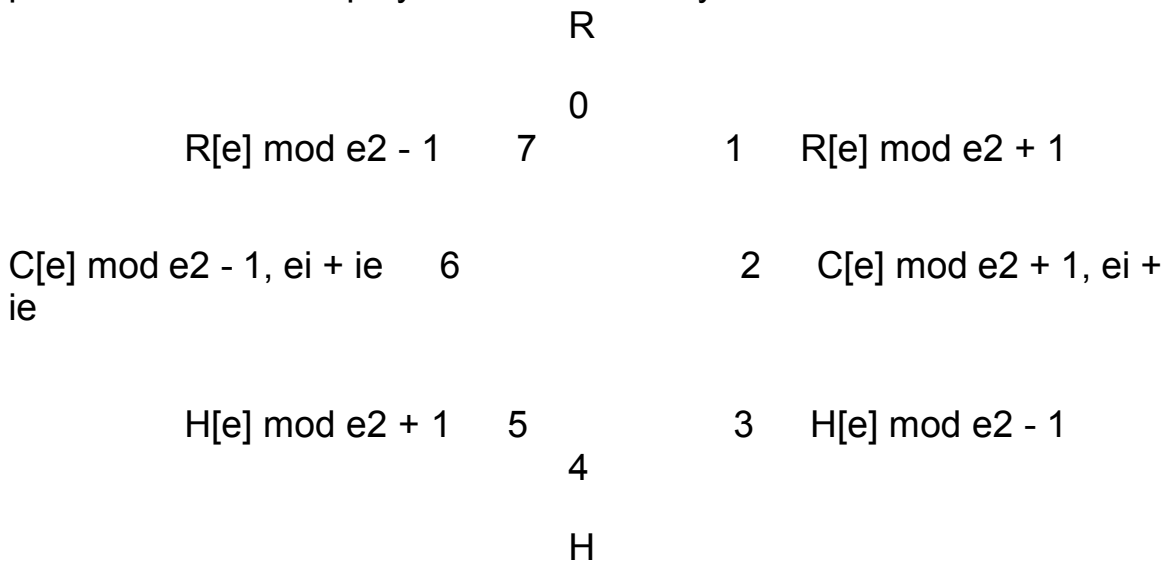 R
0
R[e] mod e2 - 1 7 1 R[e] mod e2 + 1
C[e] mod e2 - 1, ei + ie 6 2 C[e] mod e2 + 1, ei +
ie
H[e] mod e2 + 1 5 3 H[e] mod e2 - 1
4
H